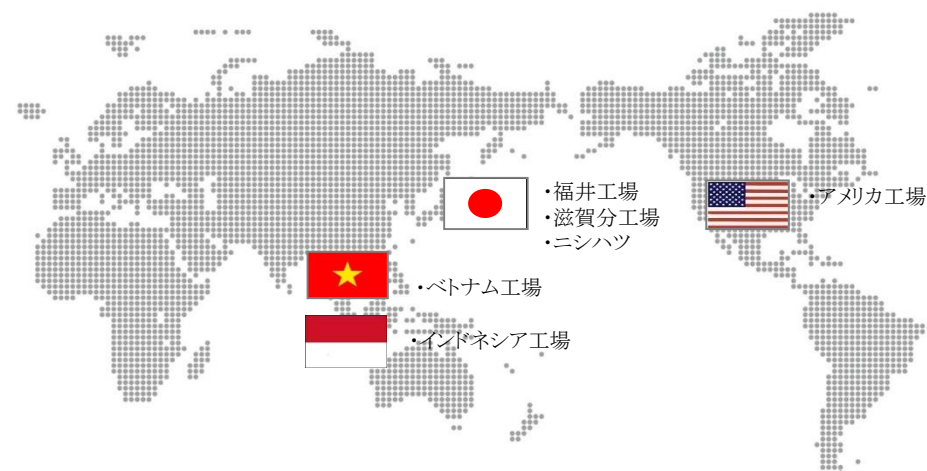 ・福井工場
・滋賀分工場
・ニシハツ
・アメリカ工場
・ベトナム工場
・インドネシア工場